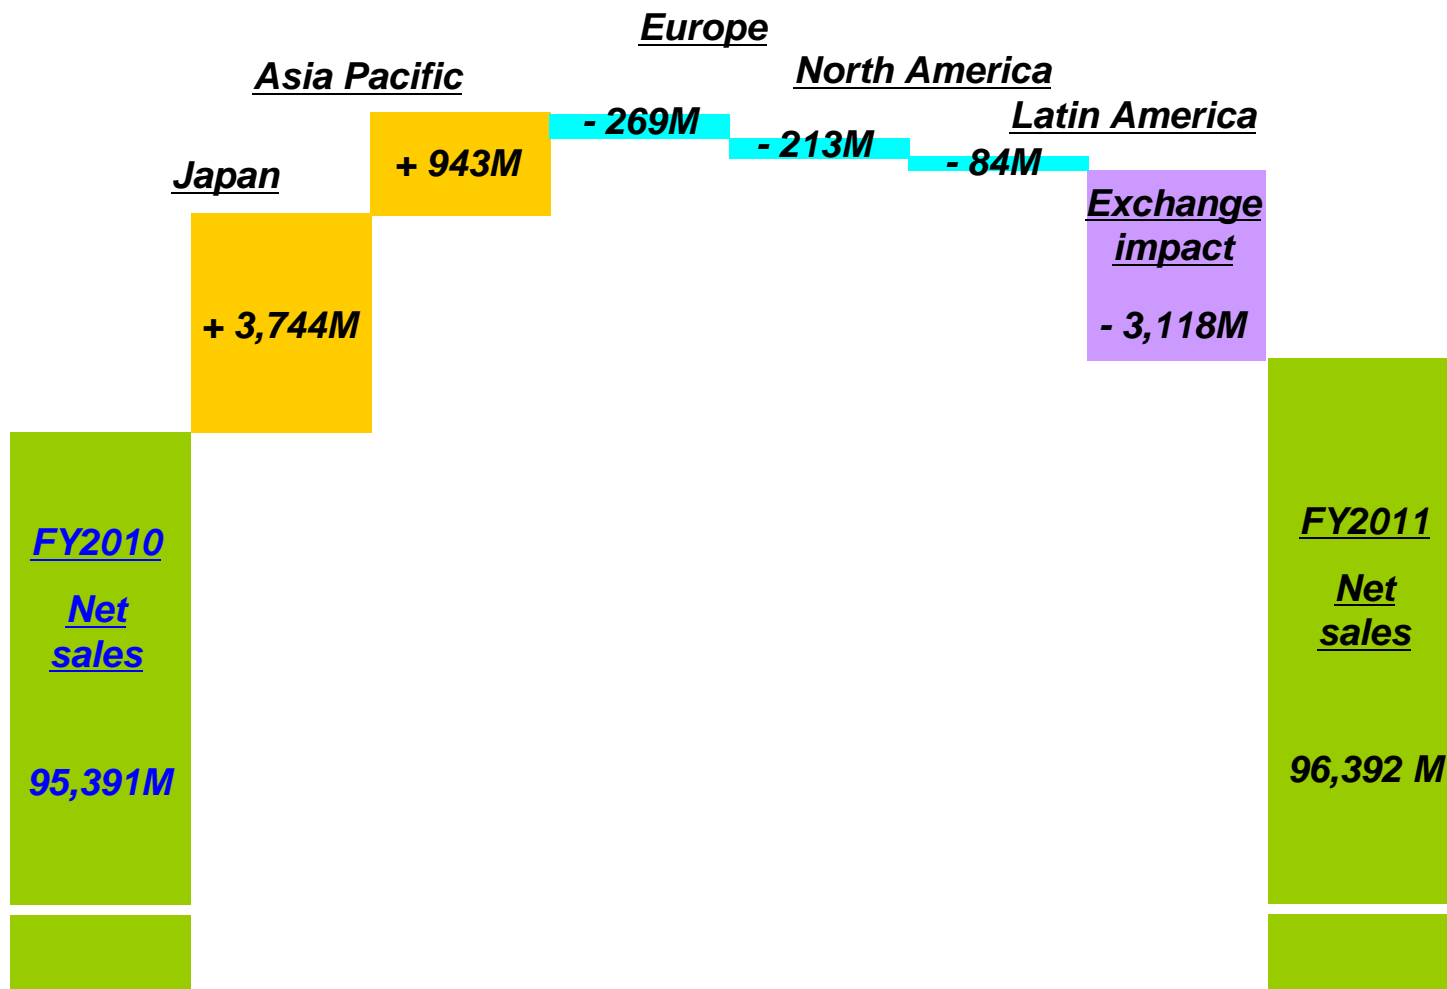 Europe
Asia Pacific
North America
Latin America
- 269M
- 213M
- 84M
+ 943M
Japan
Exchange
impact
+ 3,744M
- 3,118M
FY2010
Net
sales
95,391M
FY2011
Net
sales
96,392 M